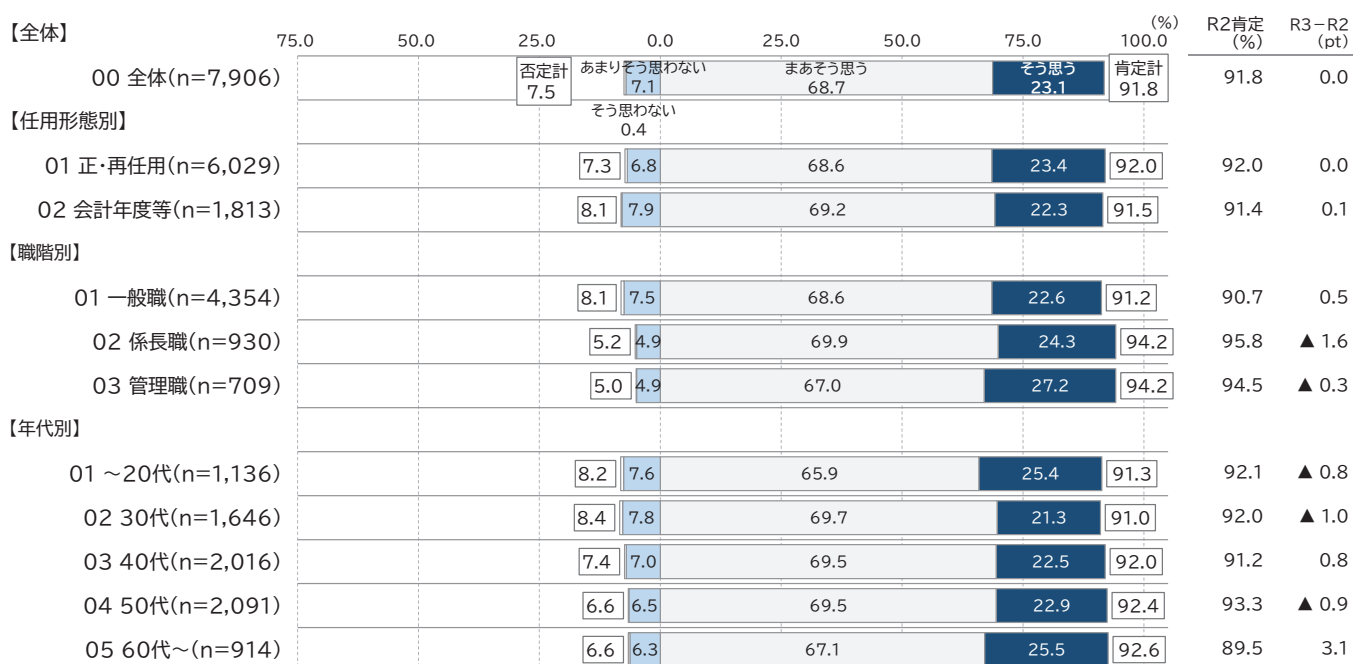 【全体】 75.0 50.0 25.0 0.0 25.0 50.0 75.0 100.0 (%) R2肯定(%) R3−R2(pt)
00 全体(n=7,906) 否定計 7.5 あまりそう思わない 7.1 まあそう思う 68.7 そう思う 23.1 肯定計 91.8 91.8 0.0
そう思わない 0.4
【任用形態別】
01 正・再任用(n=6,029) 7.3 6.8 68.6 23.4 92.0 92.0 0.0
02 会計年度等(n=1,813) 8.1 7.9 69.2 22.3 91.5 91.4 0.1
【職階別】
01 一般職(n=4,354) 8.1 7.5 68.6 22.6 91.2 90.7 0.5
02 係長職(n=930) 5.2 4.9 69.9 24.3 94.2 95.8 ▲ 1.6
03 管理職(n=709) 5.0 4.9 67.0 27.2 94.2 94.5 ▲ 0.3
【年代別】
01 ～20代(n=1,136) 8.2 7.6 65.9 25.4 91.3 92.1 ▲ 0.8
02 30代(n=1,646) 8.4 7.8 69.7 21.3 91.0 92.0 ▲ 1.0
03 40代(n=2,016) 7.4 7.0 69.5 22.5 92.0 91.2 0.8
04 50代(n=2,091) 6.6 6.5 69.5 22.9 92.4 93.3 ▲ 0.9
05 60代～(n=914) 6.6 6.3 67.1 25.5 92.6 89.5 3.1